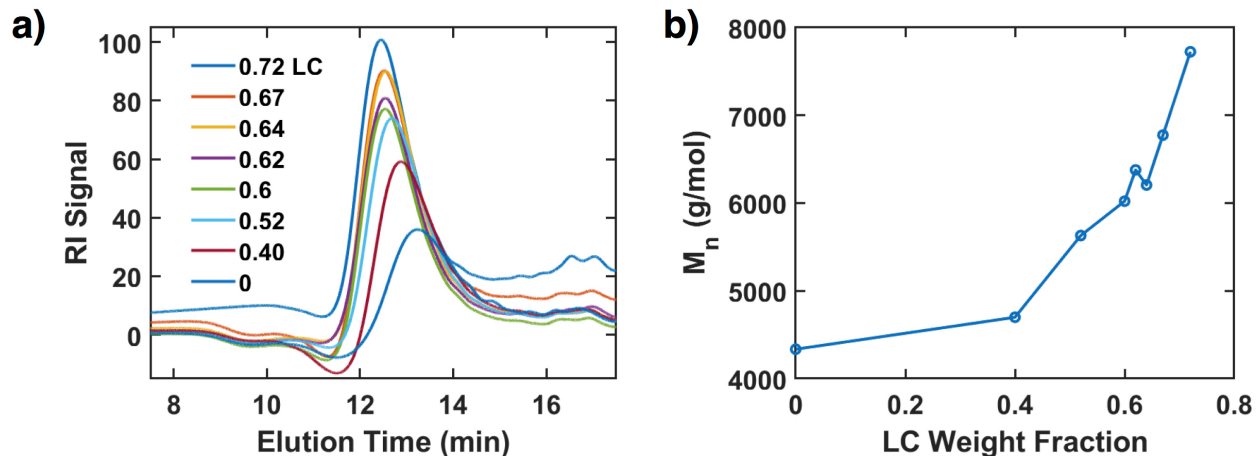 a)
100
80
60
40
20
0
RI Signal
0.72 LC
0.67
0.64
0.62
0.6
0.52
0.40
0
8 10 12 14 16
Elution Time (min)
b)
8000
7000
6000
5000
4000
Mn (g/mol)
0 0.2 0.4 0.6 0.8
LC Weight Fraction